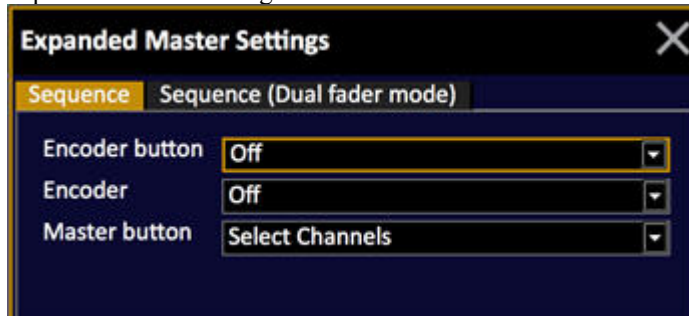 Expanded Master Settings
Sequence Sequence (Dual fader mode)
Encoder button Off
Encoder Off
Master button Select Channels